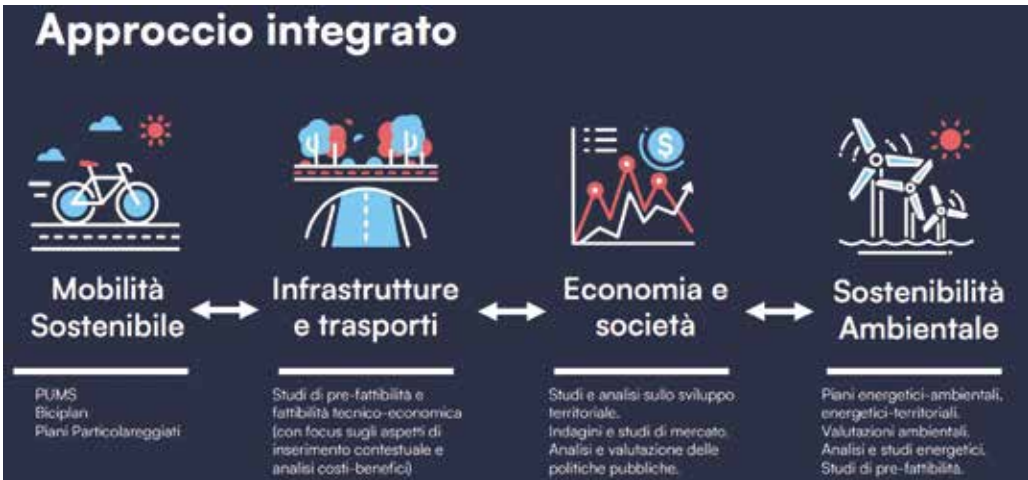 Approccio integrato
Mobilità
Sostenibile
Infrastrutture
e trasporti
Economia e
società
Sostenibilità
Ambientale
PUMS
Biciplan
Piani Particolareggiati
Studi di pre-fattibilità e
fattibilità tecnico-economica
(con focus sugli aspetti di
inserimento contestuale e
analisi costi-benefici)
Studi e analisi sullo sviluppo
territoriale.
Indagini e studi di mercato.
Analisi e valutazione delle
politiche pubbliche.
Piani energetici-ambientali,
energetici-territoriali.
Valutazioni ambientali.
Analisi e studi energetici.
Studi di pre-fattibilità.